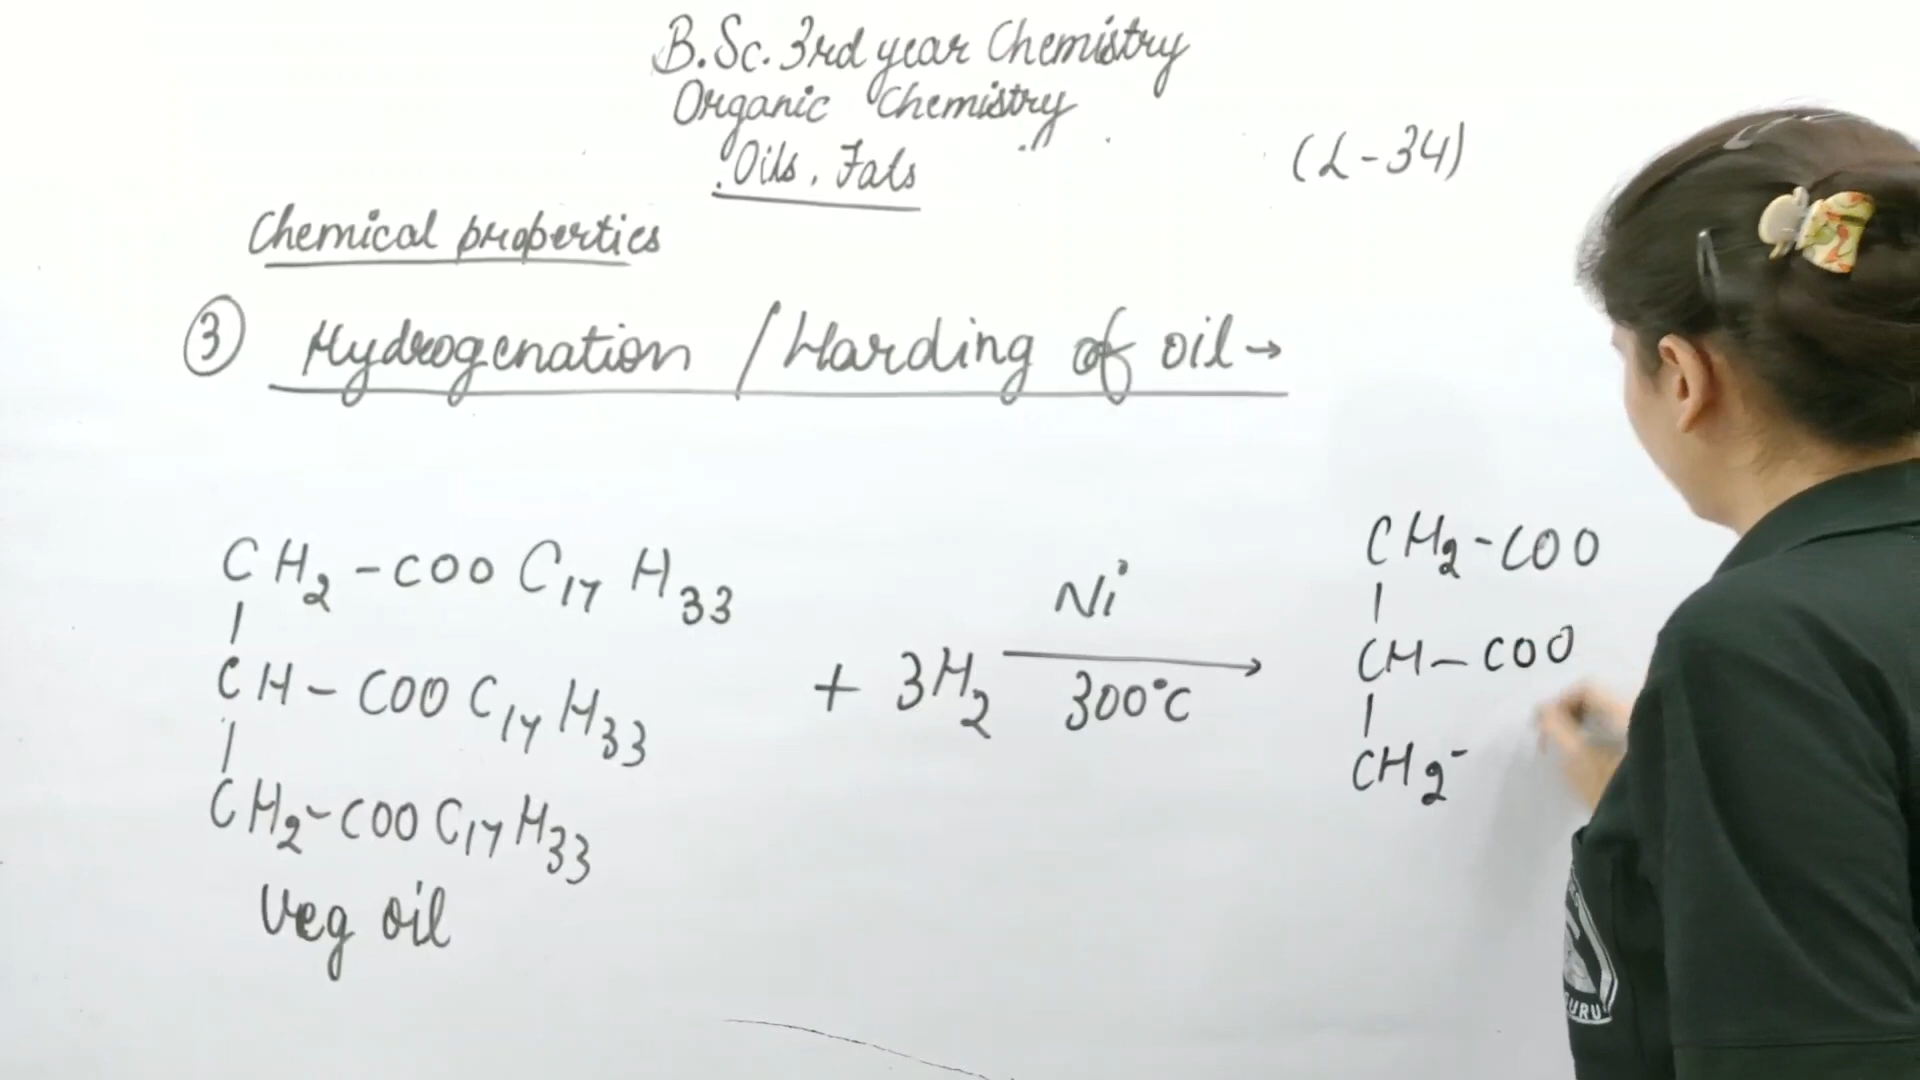 B.Sc. 3rd year Chemistry
Organic Chemistry
Oils, Fats
(L-34)
Chemical properties
③ Hydrogenation / Harding of oil →
CH₂ - COO C₁₇ H₃₃
|
CH - COO C₁₇ H₃₃
|
CH₂ - COO C₁₇ H₃₃
Veg oil
+ 3H₂
Ni
→
300°C
CH₂ - COO
|
CH - COO
|
CH₂ -
URU